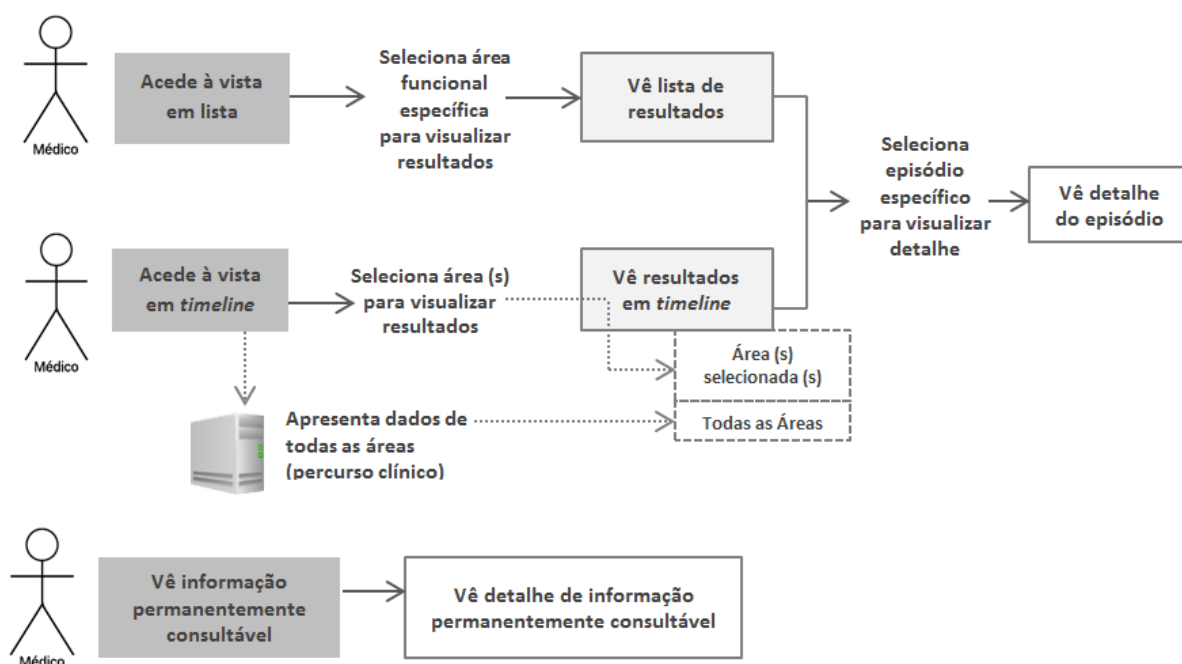 Médico
Acede à vista
em lista
Seleciona área
funcional
específica
para visualizar
resultados
Vê lista de
resultados
Seleciona
episódio
específico
para visualizar
detalhe
Vê detalhe
do episódio
Médico
Acede à vista
em timeline
Seleciona área (s)
para visualizar
resultados
Vê resultados
em timeline
Área (s)
selecionada (s)
Todas as Áreas
Apresenta dados de
todas as áreas
(percurso clínico)
Médico
Vê informação
permanentemente
consultável
Vê detalhe de informação
permanentemente consultável